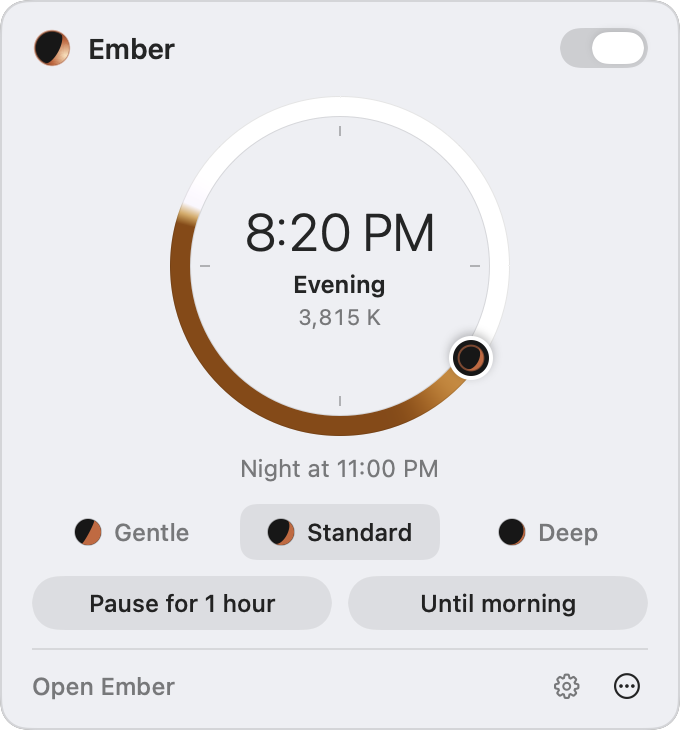 Ember
8:20 PM
Evening
3,815 K
Night at 11:00 PM
Gentle
Standard
Deep
Pause for 1 hour
Until morning
Open Ember